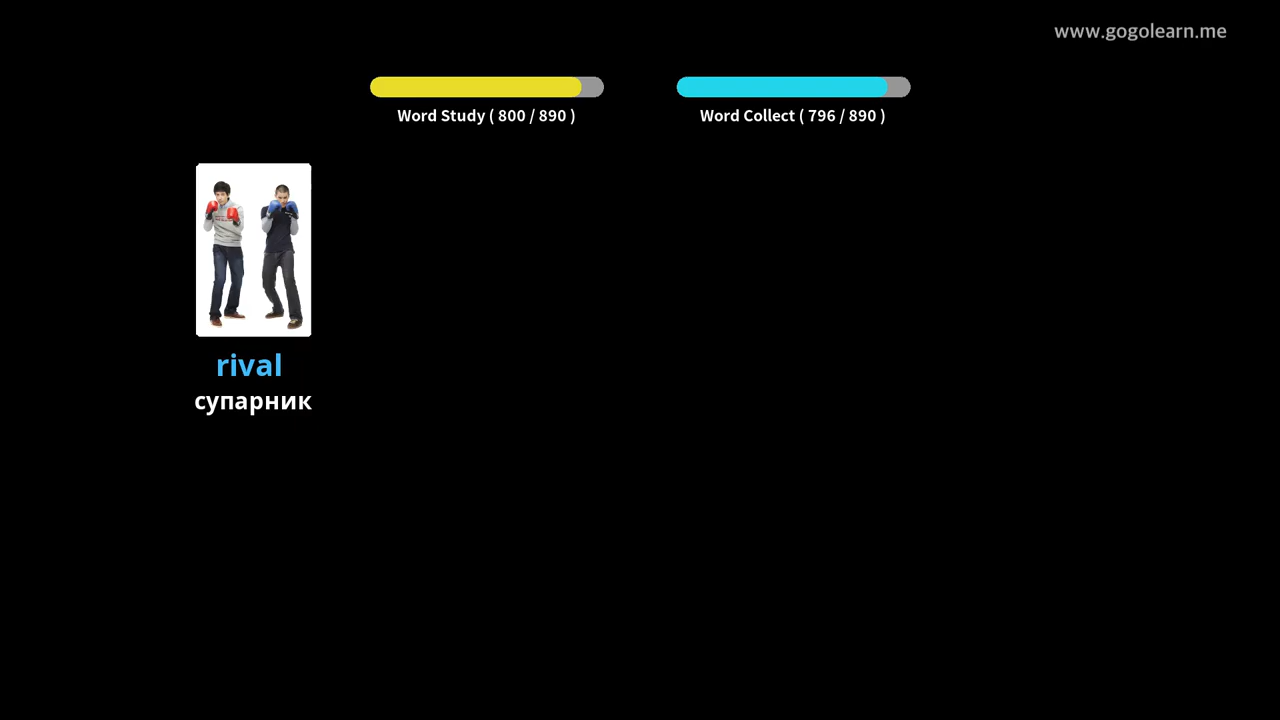 www.gogolearn.me
Word Study ( 800 / 890 )
Word Collect ( 796 / 890 )
rival
супарник